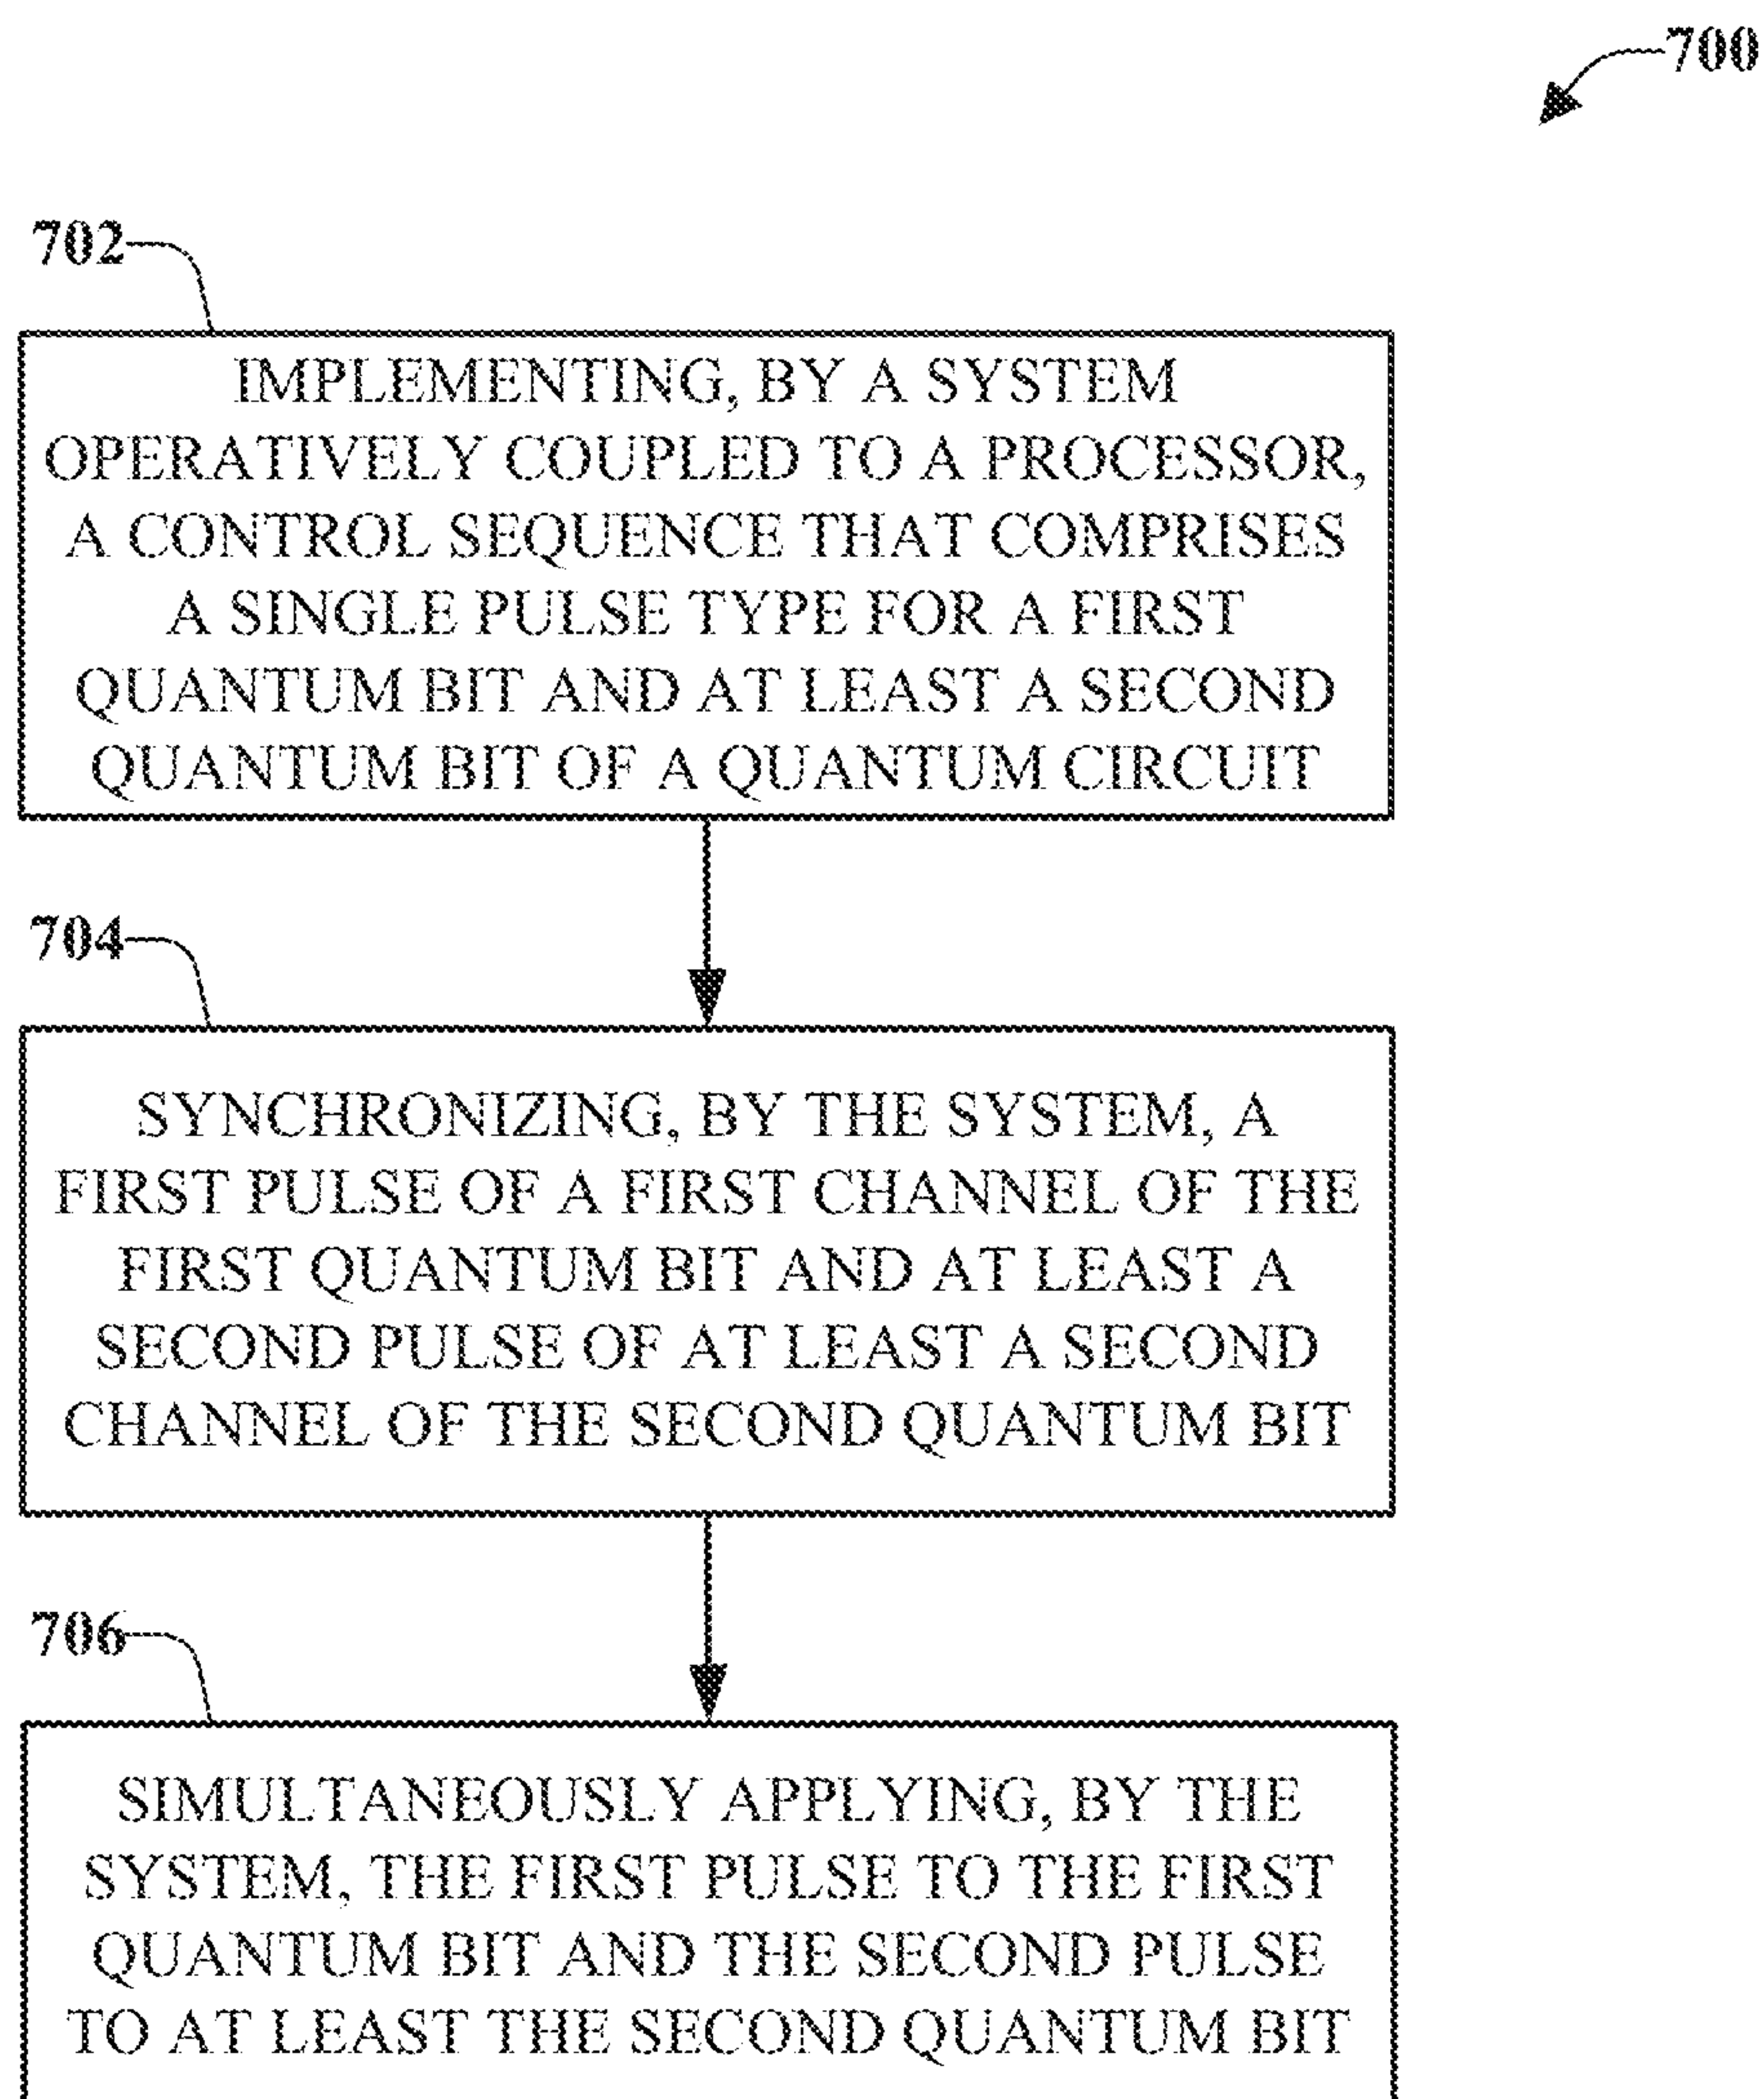 700
702
IMPLEMENTING, BY A SYSTEM
OPERATIVELY COUPLED TO A PROCESSOR,
A CONTROL SEQUENCE THAT COMPRISES
A SINGLE PULSE TYPE FOR A FIRST
QUANTUM BIT AND AT LEAST A SECOND
QUANTUM BIT OF A QUANTUM CIRCUIT
704
SYNCHRONIZING, BY THE SYSTEM, A
FIRST PULSE OF A FIRST CHANNEL OF THE
FIRST QUANTUM BIT AND AT LEAST A
SECOND PULSE OF AT LEAST A SECOND
CHANNEL OF THE SECOND QUANTUM BIT
706
SIMULTANEOUSLY APPLYING, BY THE
SYSTEM, THE FIRST PULSE TO THE FIRST
QUANTUM BIT AND THE SECOND PULSE
TO AT LEAST THE SECOND QUANTUM BIT